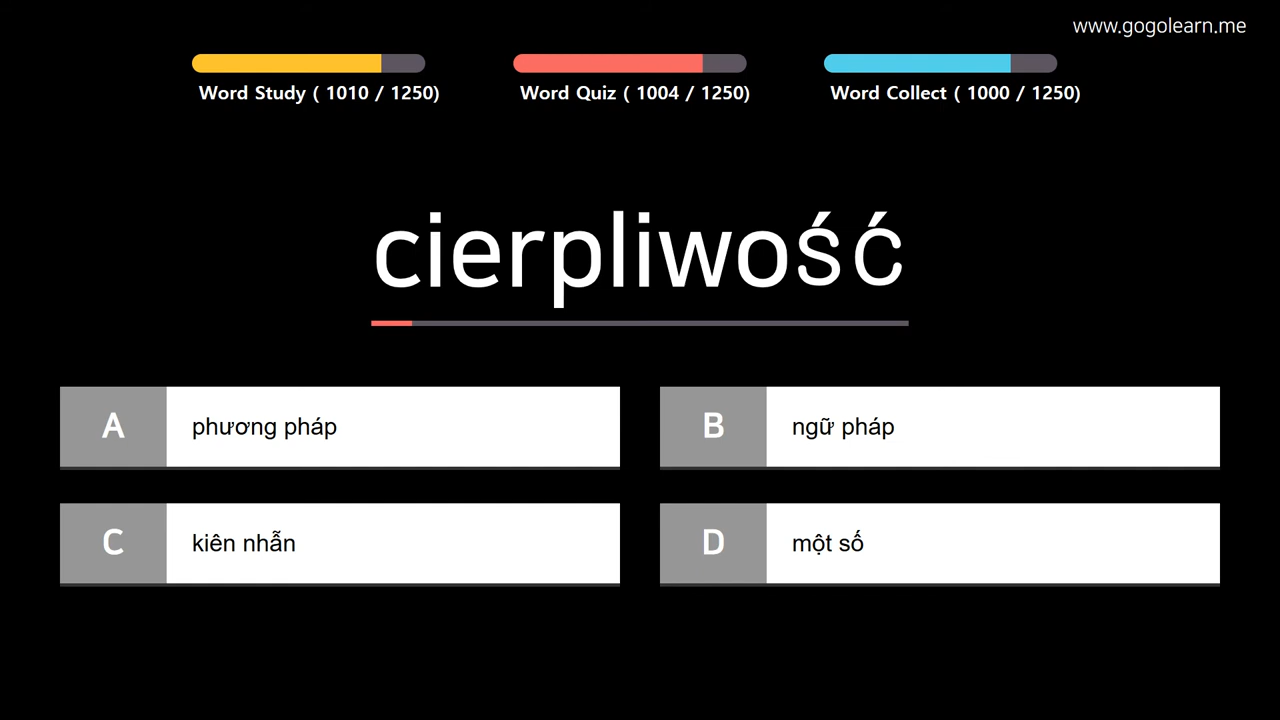 www.gogolearn.me
Word Study ( 1010 / 1250)
Word Quiz ( 1004 / 1250)
Word Collect ( 1000 / 1250)
cierpliwość
A phương pháp
B ngữ pháp
C kiên nhẫn
D một số